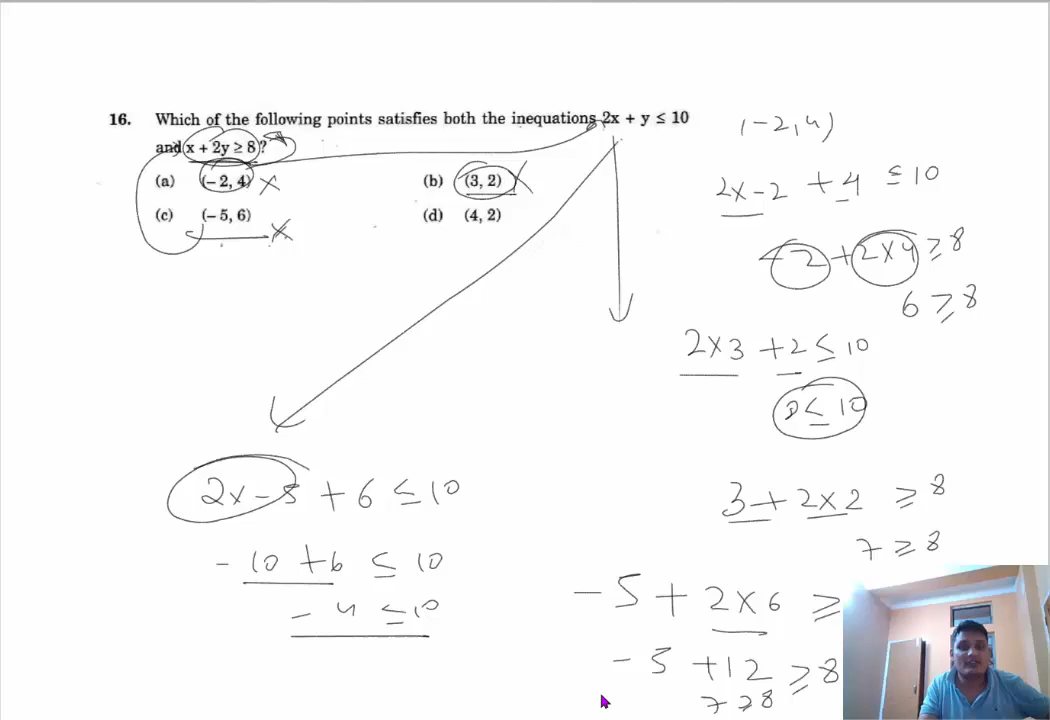 16. Which of the following points satisfies both the inequations 2x + y ≤ 10
and x + 2y ≥ 8?
(a) (– 2, 4) x (b) (3, 2) x
(c) (– 5, 6) x (d) (4, 2)
(-2,4)
2x-2 + 4 ≤ 10
-2 + 2x4 ≥ 8
6 ≥ 8
2x3 + 2 ≤ 10
8 ≤ 10
3 + 2x2 ≥ 8
7 ≥ 8
2x-5 + 6 ≤ 10
- 10 + 6 ≤ 10
- 4 ≤ 10
-5 + 2x6 ≥
-5 + 12 ≥ 8
7 ≥ 8